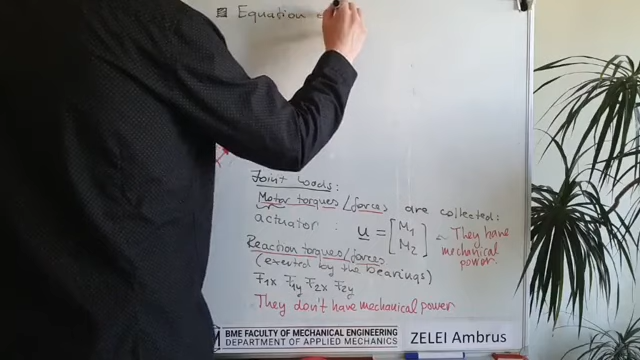 Equation
Joint loads:
Motor torques/forces are collected:
actuator : u = [M1 M2]
They have mechanical power.
Reaction torques/forces
(exerted by the bearings)
F1x F1y F2x F2y
They don't have mechanical power
BME FACULTY OF MECHANICAL ENGINEERING
DEPARTMENT OF APPLIED MECHANICS
ZELEI Ambrus